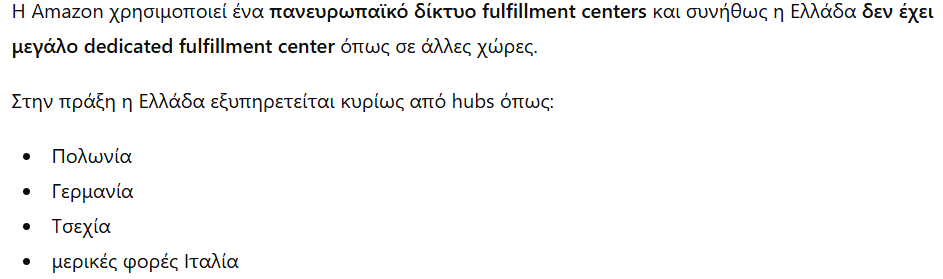 Η Amazon χρησιμοποιεί ένα πανευρωπαϊκό δίκτυο fulfillment centers και συνήθως η Ελλάδα δεν έχει
μεγάλο dedicated fulfillment center όπως σε άλλες χώρες.
Στην πράξη η Ελλάδα εξυπηρετείται κυρίως από hubs όπως:
• Πολωνία
• Γερμανία
• Τσεχία
• μερικές φορές Ιταλία